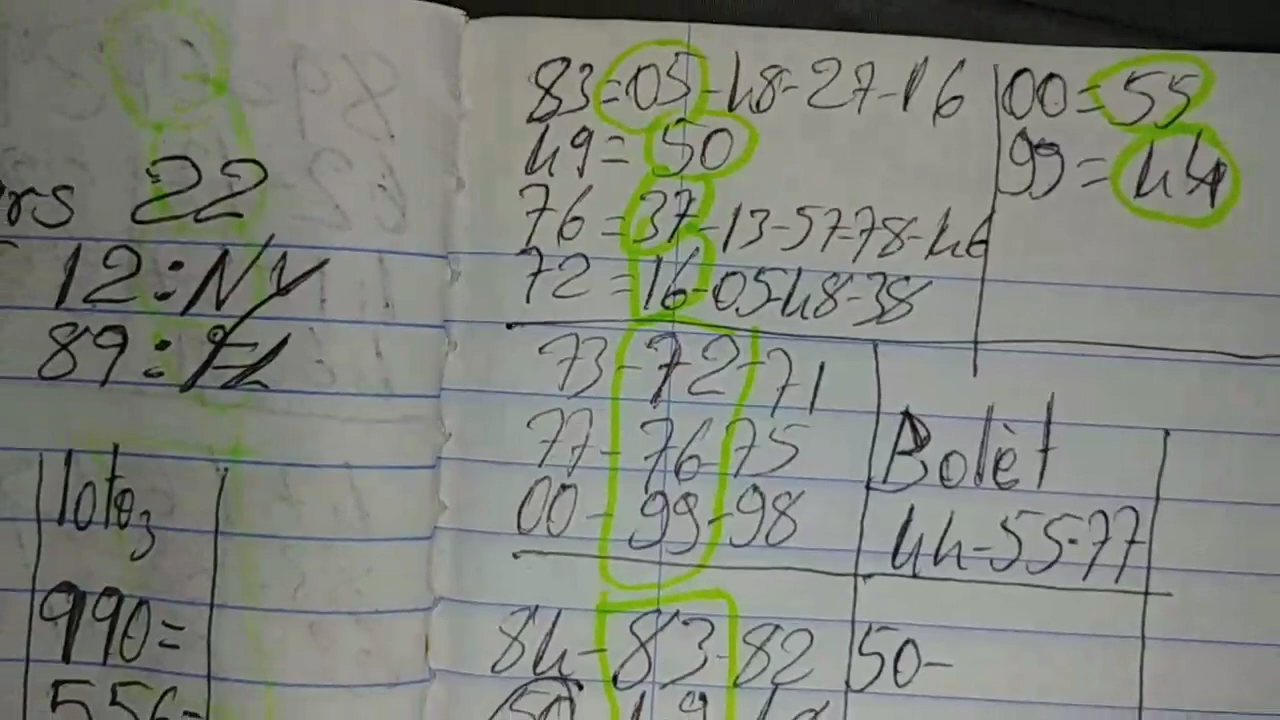 rs 22
12:NY
89:FL
loto3
990=
556-
83=05-48-27-16
49=50
76=37-13-57-78-46
72=16-05-48-38
00=55
99=44
73-72-71
77-76-75
00-99-98
Bolèt
44-55-77
84-83-82
50-